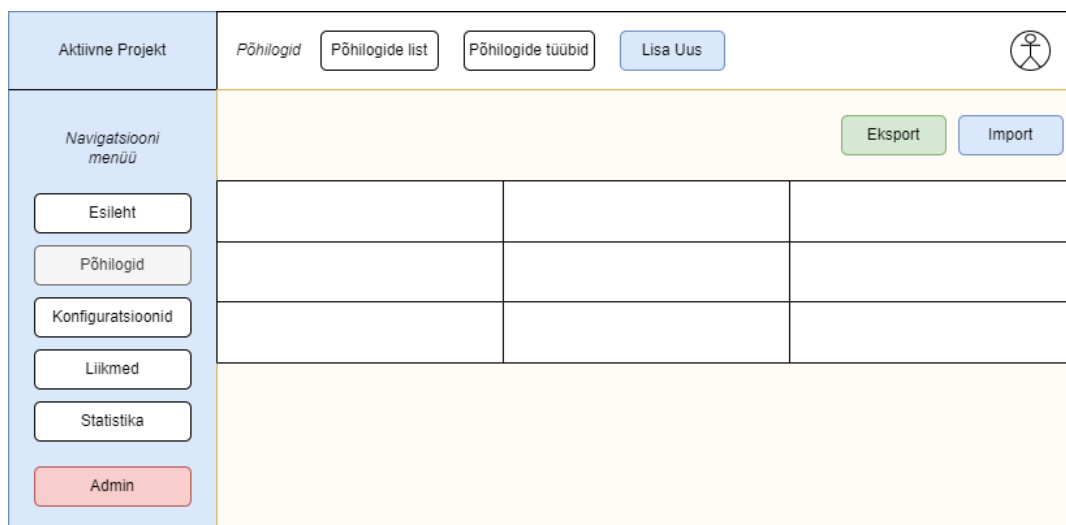 Aktiivne Projekt
Põhilogid
Põhilogide list
Põhilogide tüübid
Lisa Uus
Navigatsiooni
menüü
Eksport
Import
Esileht
Põhilogid
Konfiguratsioonid
Liikmed
Statistika
Admin